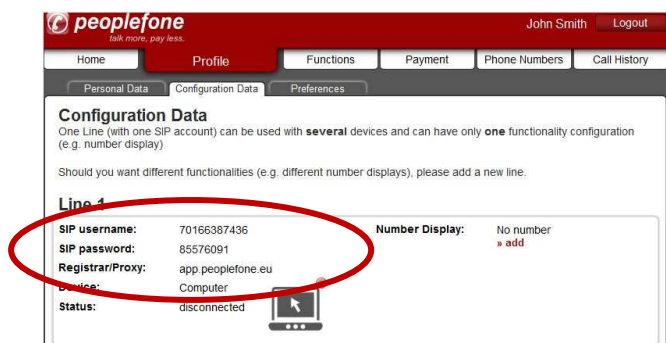 peoplefone
talk more, pay less.
John Smith Logout
Home Profile Functions Payment Phone Numbers Call History
Personal Data Configuration Data Preferences
Configuration Data
One Line (with one SIP account) can be used with several devices and can have only one functionality configuration
(e.g. number display)
Should you want different functionalities (e.g. different number displays), please add a new line.
Line 1
SIP username: 70166387436 Number Display: No number
» add
SIP password: 85576091
Registrar/Proxy: app.peoplefone.eu
Device: Computer
Status: disconnected